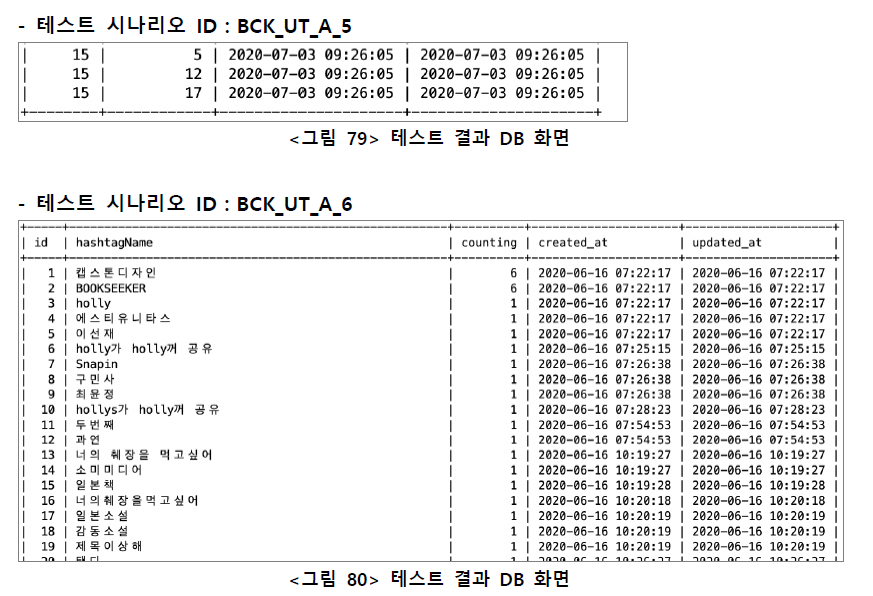 - 테스트 시나리오 ID : BCK_UT_A_5
| 15 | 5 | 2020-07-03 09:26:05 | 2020-07-03 09:26:05 |
| 15 | 12 | 2020-07-03 09:26:05 | 2020-07-03 09:26:05 |
| 15 | 17 | 2020-07-03 09:26:05 | 2020-07-03 09:26:05 |
<그림 79> 테스트 결과 DB 화면
- 테스트 시나리오 ID : BCK_UT_A_6
| id | hashtagName | counting | created_at | updated_at |
| 1 | 캡스톤디자인 | 6 | 2020-06-16 07:22:17 | 2020-06-16 07:22:17 |
| 2 | BOOKSEEKER | 6 | 2020-06-16 07:22:17 | 2020-06-16 07:22:17 |
| 3 | holly | 1 | 2020-06-16 07:22:17 | 2020-06-16 07:22:17 |
| 4 | 에스티유니타스 | 1 | 2020-06-16 07:22:17 | 2020-06-16 07:22:17 |
| 5 | 이선재 | 1 | 2020-06-16 07:22:17 | 2020-06-16 07:22:17 |
| 6 | holly가 holly꺼 공유 | 1 | 2020-06-16 07:25:15 | 2020-06-16 07:25:15 |
| 7 | Snapin | 1 | 2020-06-16 07:26:38 | 2020-06-16 07:26:38 |
| 8 | 구민사 | 1 | 2020-06-16 07:26:38 | 2020-06-16 07:26:38 |
| 9 | 최윤정 | 1 | 2020-06-16 07:26:38 | 2020-06-16 07:26:38 |
| 10 | hollys가 holly꺼 공유 | 1 | 2020-06-16 07:28:23 | 2020-06-16 07:28:23 |
| 11 | 두번째 | 1 | 2020-06-16 07:54:53 | 2020-06-16 07:54:53 |
| 12 | 과연 | 1 | 2020-06-16 07:54:53 | 2020-06-16 07:54:53 |
| 13 | 너의 췌장을 먹고싶어 | 1 | 2020-06-16 10:19:27 | 2020-06-16 10:19:27 |
| 14 | 소미미디어 | 1 | 2020-06-16 10:19:27 | 2020-06-16 10:19:27 |
| 15 | 일본책 | 1 | 2020-06-16 10:19:28 | 2020-06-16 10:19:28 |
| 16 | 너의췌장을먹고싶어 | 1 | 2020-06-16 10:20:18 | 2020-06-16 10:20:18 |
| 17 | 일본소설 | 1 | 2020-06-16 10:20:19 | 2020-06-16 10:20:19 |
| 18 | 감동소설 | 1 | 2020-06-16 10:20:19 | 2020-06-16 10:20:19 |
| 19 | 제목이상해 | 1 | 2020-06-16 10:20:19 | 2020-06-16 10:20:19 |
<그림 80> 테스트 결과 DB 화면